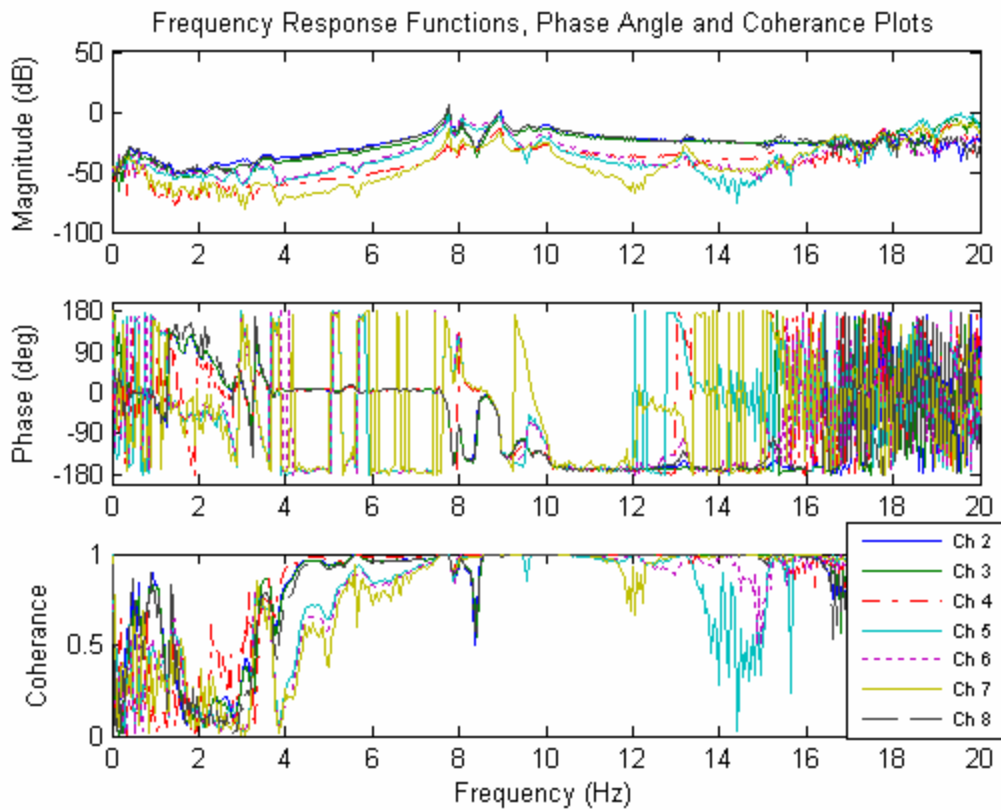 Frequency Response Functions, Phase Angle and Coherance Plots
Magnitude (dB)
50
0
-50
-100
0 2 4 6 8 10 12 14 16 18 20
Phase (deg)
180
90
0
-90
-180
0 2 4 6 8 10 12 14 16 18 20
Coherance
1
0.5
0
0 2 4 6 8 10 12 14 16 18 20
Frequency (Hz)
Ch 2
Ch 3
Ch 4
Ch 5
Ch 6
Ch 7
Ch 8